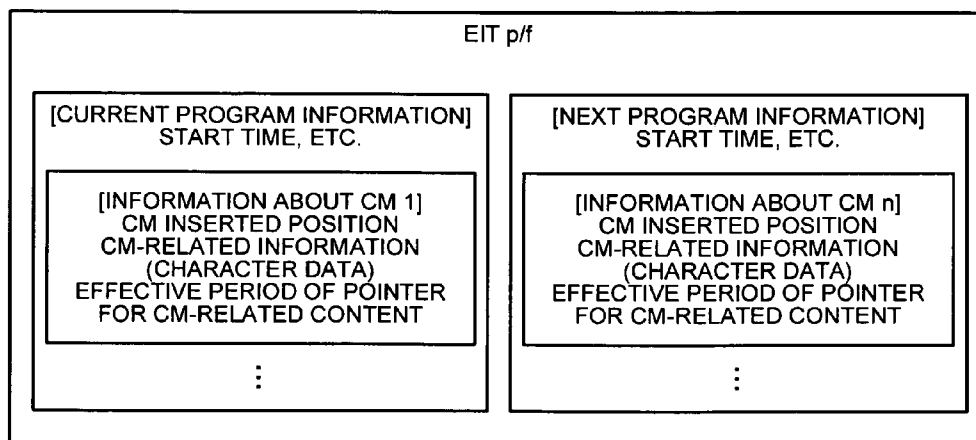 EIT p/f
[CURRENT PROGRAM INFORMATION]
START TIME, ETC.
[INFORMATION ABOUT CM 1]
CM INSERTED POSITION
CM-RELATED INFORMATION
(CHARACTER DATA)
EFFECTIVE PERIOD OF POINTER
FOR CM-RELATED CONTENT
⋮
[NEXT PROGRAM INFORMATION]
START TIME, ETC.
[INFORMATION ABOUT CM n]
CM INSERTED POSITION
CM-RELATED INFORMATION
(CHARACTER DATA)
EFFECTIVE PERIOD OF POINTER
FOR CM-RELATED CONTENT
⋮